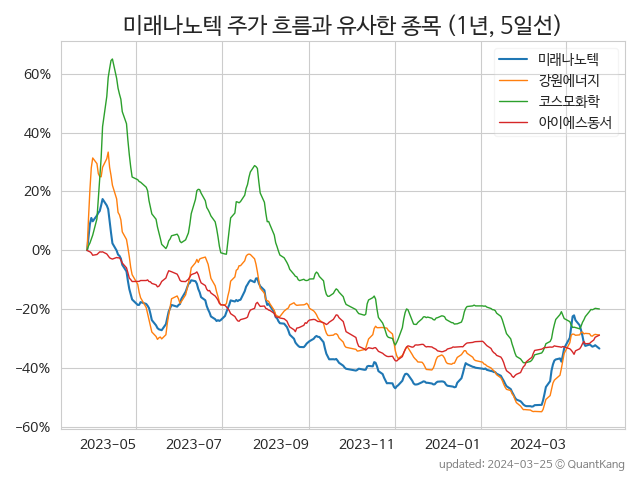 미래나노텍 주가 흐름과 유사한 종목 (1년, 5일선)
미래나노텍
강원에너지
코스모화학
아이에스동서
60%
40%
20%
0%
−20%
−40%
−60%
2023-05 2023-07 2023-09 2023-11 2024-01 2024-03
updated: 2024-03-25 ⓒ QuantKang